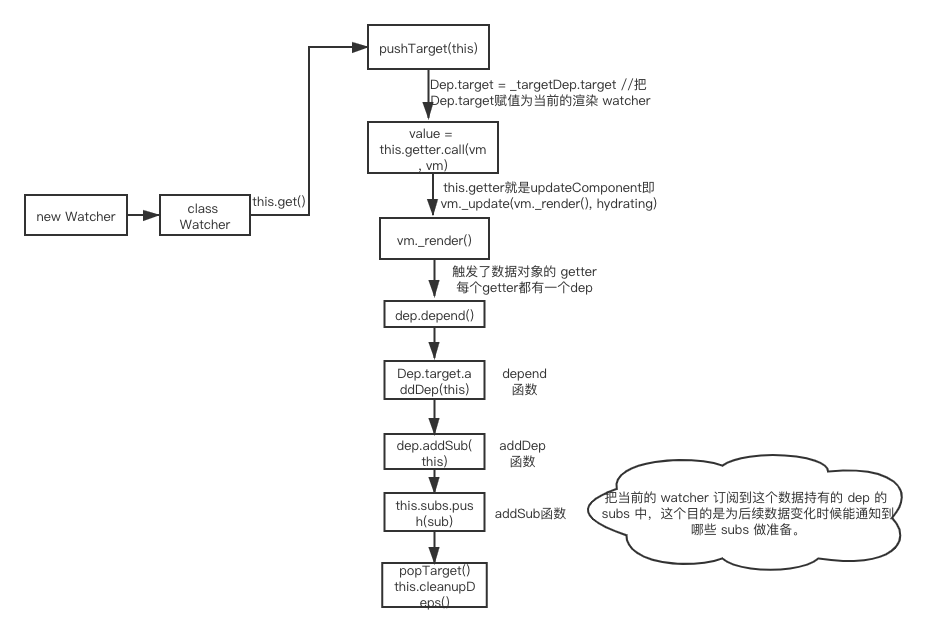 pushTarget(this)
Dep.target = _targetDep.target //把
Dep.target赋值为当前的渲染 watcher
value =
this.getter.call(vm
, vm)
this.getter就是updateComponent即
vm._update(vm._render(), hydrating)
new Watcher
class
Watcher
this.get()
vm._render()
触发了数据对象的 getter
每个getter都有一个dep
dep.depend()
Dep.target.a
ddDep(this)
depend
函数
dep.addSub(
this)
addDep
函数
this.subs.pus
h(sub)
addSub函数
把当前的 watcher 订阅到这个数据持有的 dep 的
subs 中，这个目的是为后续数据变化时候能通知到
哪些 subs 做准备。
popTarget()
this.cleanupD
eps()